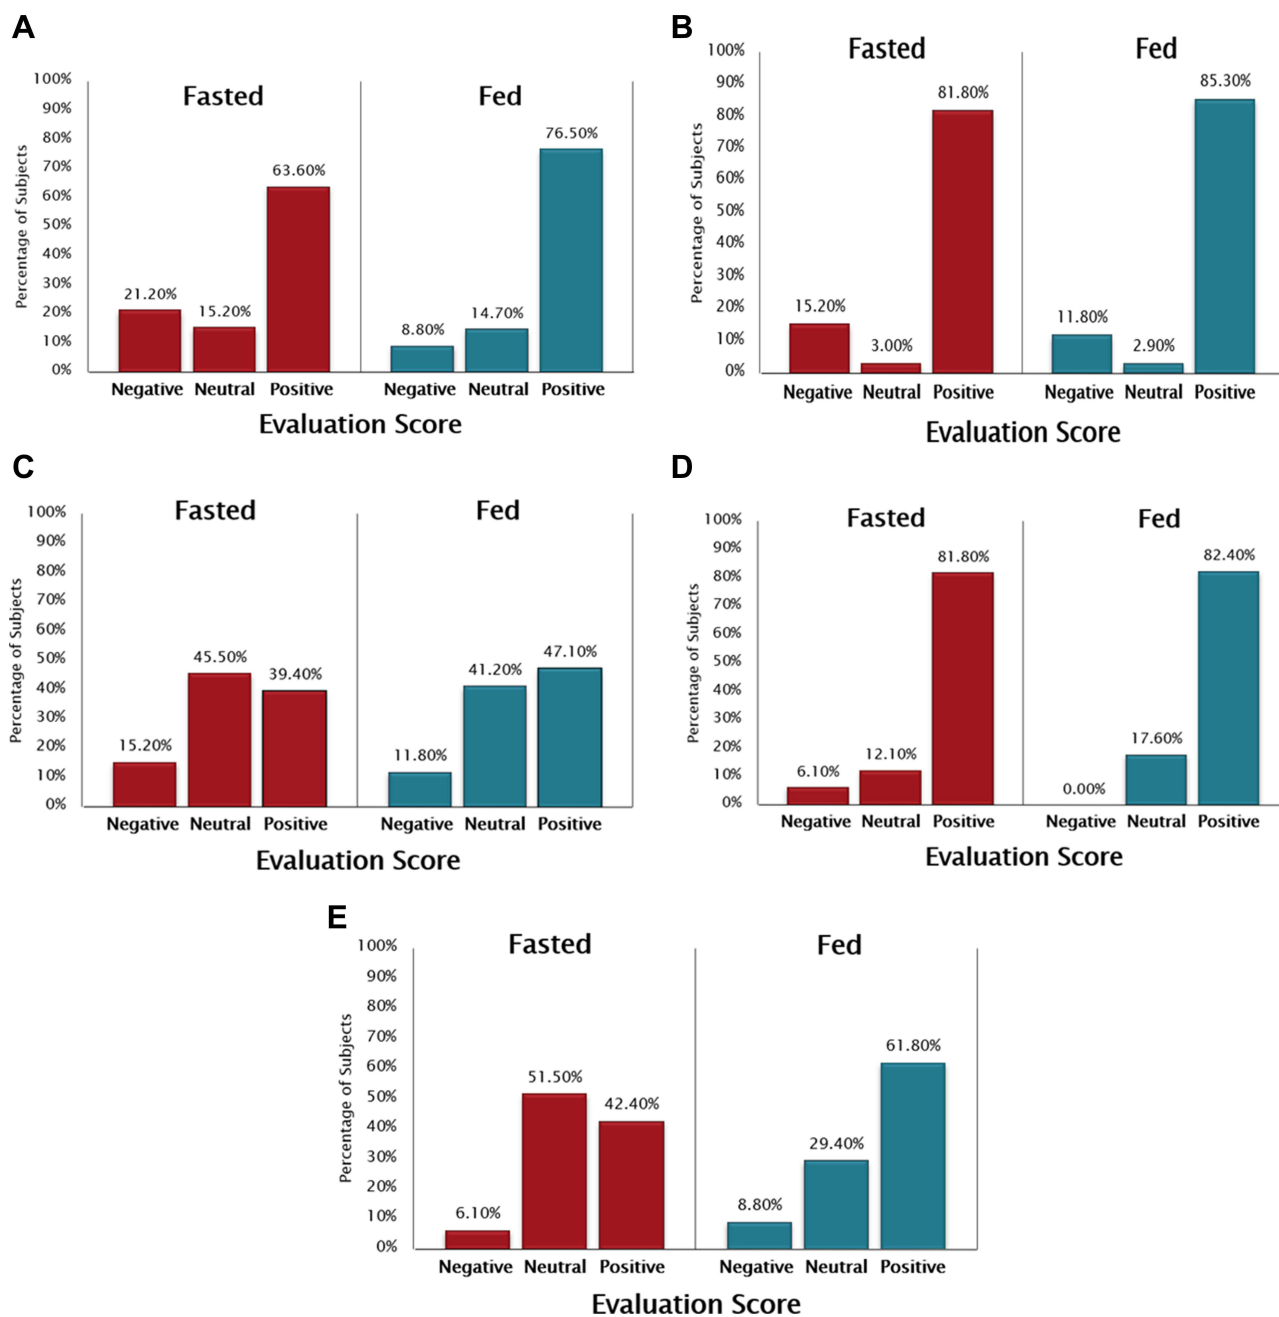 A
Fasted
Fed
100%
90%
80%
70%
60%
50%
40%
30%
20%
10%
0%
Percentage of Subjects
21.20%
15.20%
63.60%
8.80%
14.70%
76.50%
Negative Neutral Positive
Negative Neutral Positive
Evaluation Score
B
Fasted
Fed
100%
90%
80%
70%
60%
50%
40%
30%
20%
10%
0%
Percentage of Subjects
15.20%
3.00%
81.80%
11.80%
2.90%
85.30%
Negative Neutral Positive
Negative Neutral Positive
Evaluation Score
C
Fasted
Fed
100%
90%
80%
70%
60%
50%
40%
30%
20%
10%
0%
Percentage of Subjects
15.20%
45.50%
39.40%
11.80%
41.20%
47.10%
Negative Neutral Positive
Negative Neutral Positive
Evaluation Score
D
Fasted
Fed
100%
90%
80%
70%
60%
50%
40%
30%
20%
10%
0%
Percentage of Subjects
6.10%
12.10%
81.80%
0.00%
17.60%
82.40%
Negative Neutral Positive
Negative Neutral Positive
Evaluation Score
E
Fasted
Fed
100%
90%
80%
70%
60%
50%
40%
30%
20%
10%
0%
Percentage of Subjects
6.10%
51.50%
42.40%
8.80%
29.40%
61.80%
Negative Neutral Positive
Negative Neutral Positive
Evaluation Score